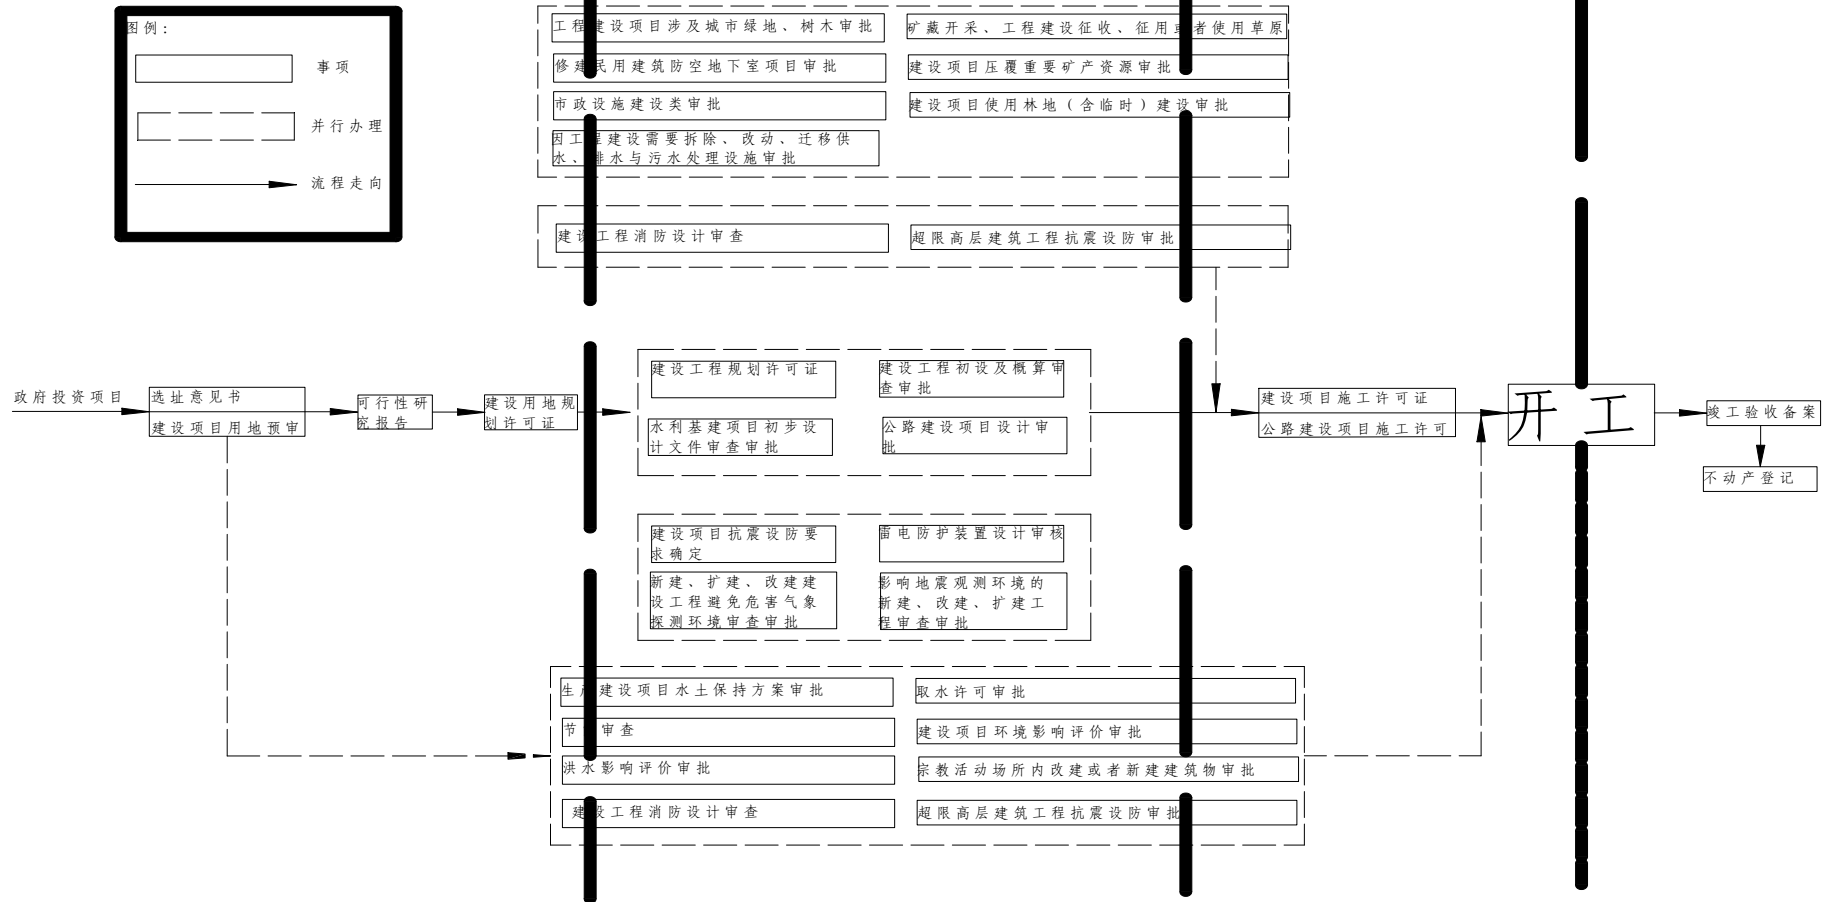 图例：
事项
并行办理
流程走向
工程建设项目涉及城市绿地、树木审批
矿藏开采、工程建设征收、征用或者使用草原
修建民用建筑防空地下室项目审批
建设项目压覆重要矿产资源审批
市政设施建设类审批
建设项目使用林地（含临时）建设审批
因工程建设需要拆除、改动、迁移供
水、排水与污水处理设施审批
建设工程消防设计审查
超限高层建筑工程抗震设防审批
政府投资项目
选址意见书
建设项目用地预审
可行性研
究报告
建设用地规
划许可证
建设工程规划许可证
建设工程初设及概算审
查审批
水利基建项目初步设
计文件审查审批
公路建设项目设计审
批
建设项目施工许可证
公路建设项目施工许可
开工
竣工验收备案
不动产登记
建设项目抗震设防要
求确定
雷电防护装置设计审核
新建、扩建、改建建
设工程避免危害气象
探测环境审查审批
影响地震观测环境的
新建、改建、扩建工
程审查审批
生产建设项目水土保持方案审批
取水许可审批
节 审查
建设项目环境影响评价审批
洪水影响评价审批
宗教活动场所内改建或者新建建筑物审批
建设工程消防设计审查
超限高层建筑工程抗震设防审批